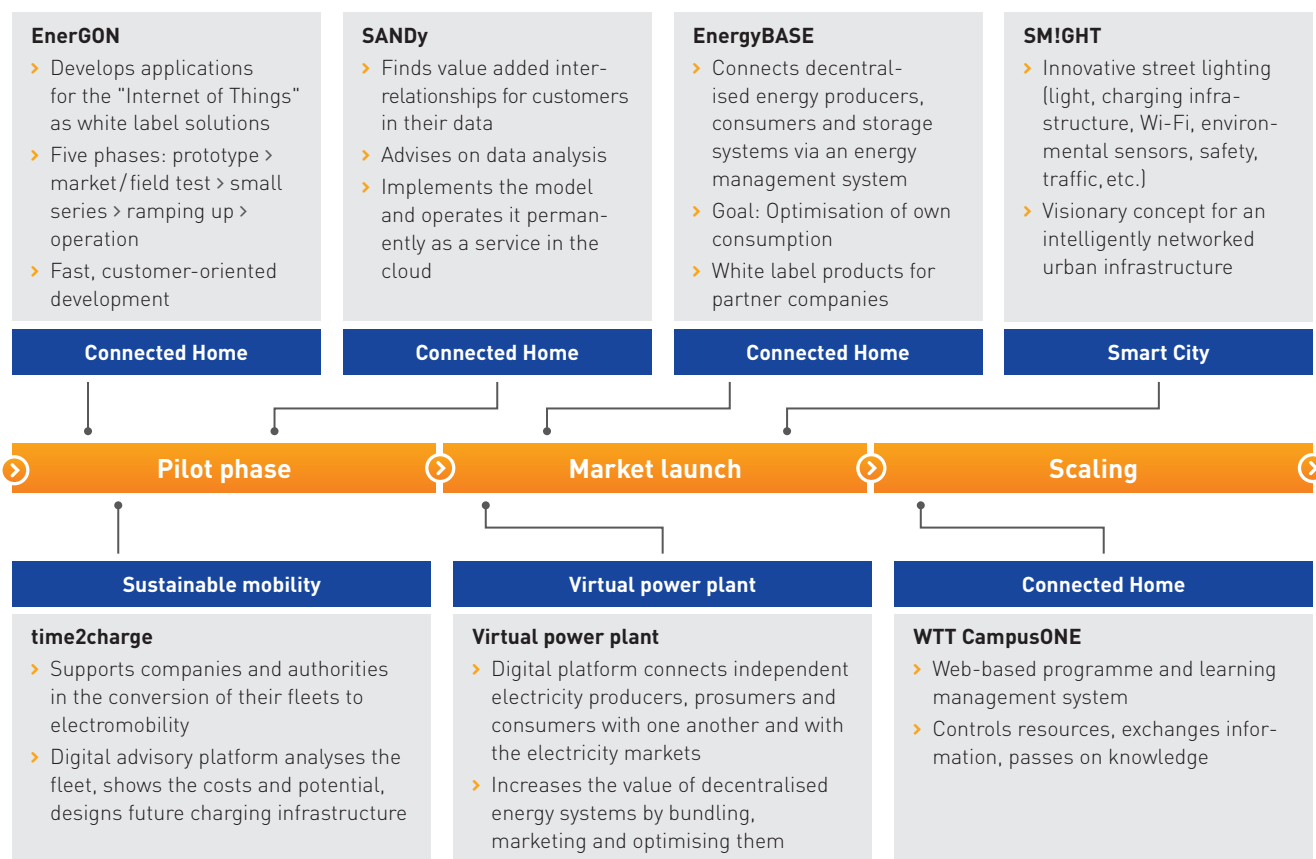 EnerGON
› Develops applications
for the "Internet of Things"
as white label solutions
› Five phases: prototype >
market/field test > small
series > ramping up >
operation
› Fast, customer-oriented
development
Connected Home
SANDy
› Finds value added inter-
relationships for customers
in their data
› Advises on data analysis
› Implements the model
and operates it perman-
ently as a service in the
cloud
Connected Home
EnergyBASE
› Connects decentral-
ised energy producers,
consumers and storage
systems via an energy
management system
› Goal: Optimisation of own
consumption
› White label products for
partner companies
Connected Home
SM!GHT
› Innovative street lighting
(light, charging infra-
structure, Wi-Fi, environ-
mental sensors, safety,
traffic, etc.)
› Visionary concept for an
intelligently networked
urban infrastructure
Smart City
Pilot phase
Market launch
Scaling
Sustainable mobility
time2charge
› Supports companies and authorities
in the conversion of their fleets to
electromobility
› Digital advisory platform analyses the
fleet, shows the costs and potential,
designs future charging infrastructure
Virtual power plant
Virtual power plant
› Digital platform connects independent
electricity producers, prosumers and
consumers with one another and with
the electricity markets
› Increases the value of decentralised
energy systems by bundling,
marketing and optimising them
Connected Home
WTT CampusONE
› Web-based programme and learning
management system
› Controls resources, exchanges infor-
mation, passes on knowledge